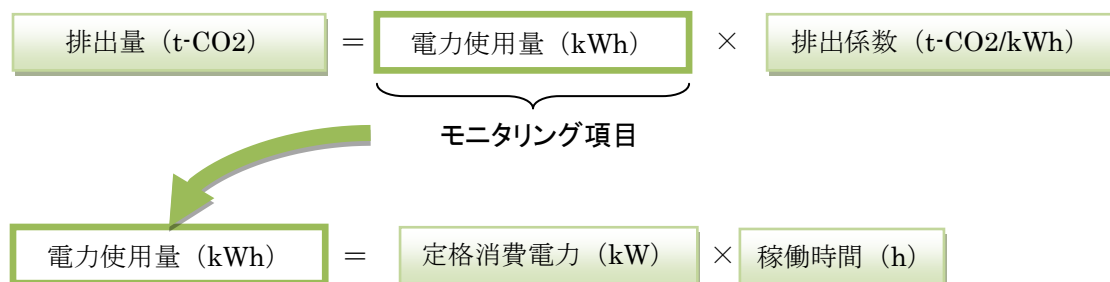 排出量（t-CO2） ＝ 電力使用量（kWh） × 排出係数（t-CO2/kWh）
モニタリング項目
電力使用量（kWh） ＝ 定格消費電力（kW） × 稼働時間（h）